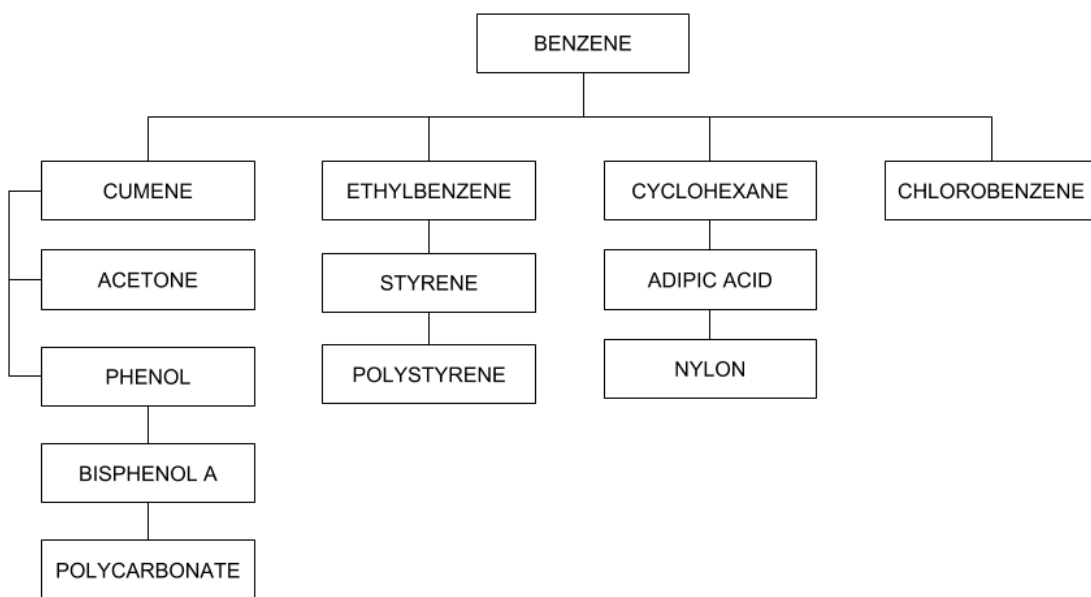 BENZENE
CUMENE
ETHYLBENZENE
CYCLOHEXANE
CHLOROBENZENE
ACETONE
STYRENE
ADIPIC ACID
PHENOL
POLYSTYRENE
NYLON
BISPHENOL A
POLYCARBONATE